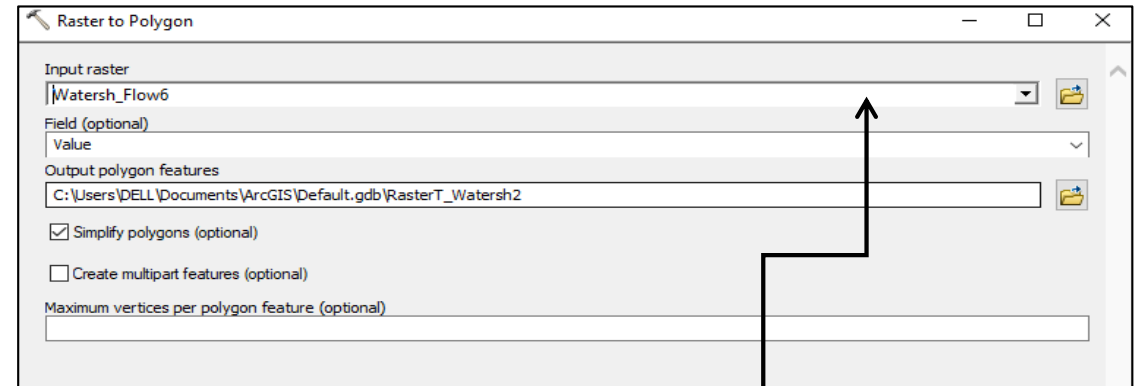 Raster to Polygon
Input raster
Watersh_Flow6
Field (optional)
Value
Output polygon features
C:\Users\DELL\Documents\ArcGIS\Default.gdb\RasterT_Watersh2
Simplify polygons (optional)
Create multipart features (optional)
Maximum vertices per polygon feature (optional)